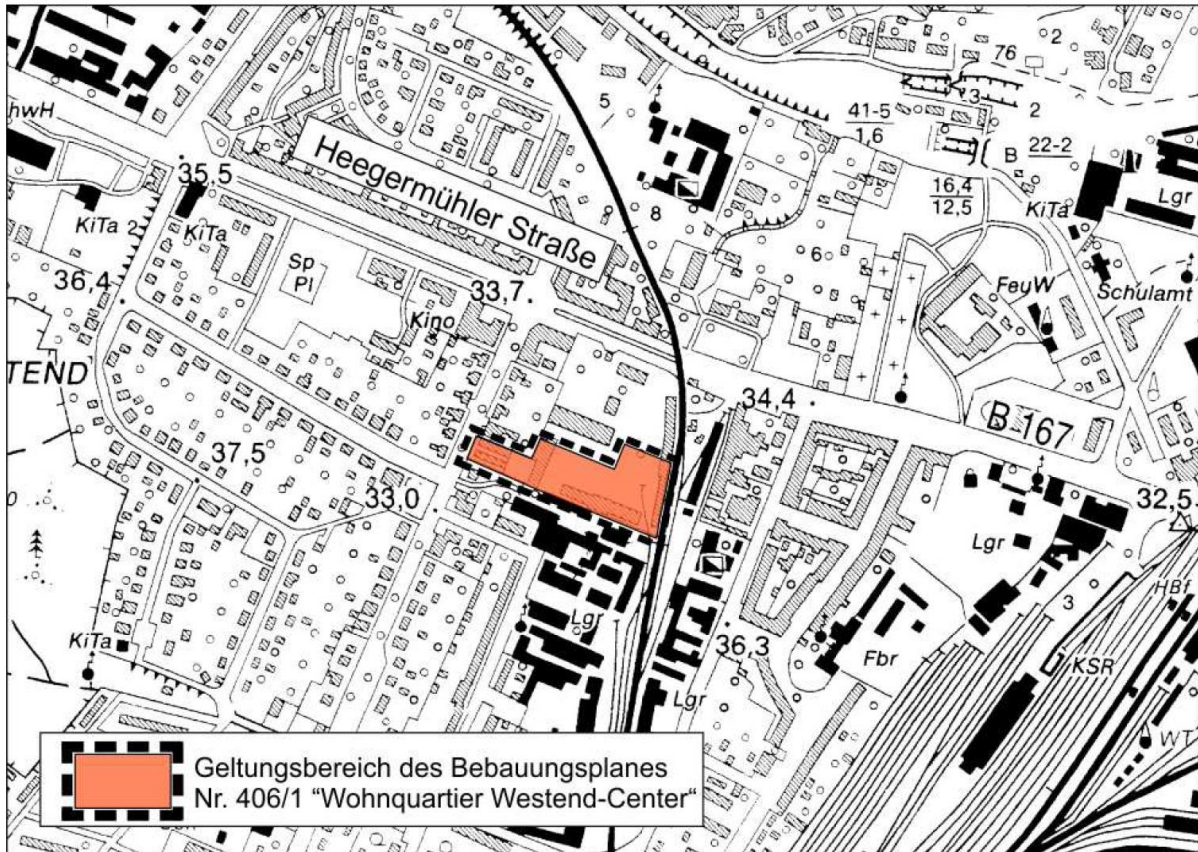 hwH
35,5
KiTa 2
KiTa
36,4
Heegermühler Straße
Sp
Pl
33,7
Kino
TEND
37,5
33,0
5
8
6
76
2
3
2
41-5
1,6
B
22-2
16,4
12,5
KiTa
Lgr
FeuW
Schulamt
34,4
B 167
32,5
Lgr
HBf
3
KSR
Fbr
36,3
Lgr
Lgr
KiTa
WT
Geltungsbereich des Bebauungsplanes
Nr. 406/1 “Wohnquartier Westend-Center“